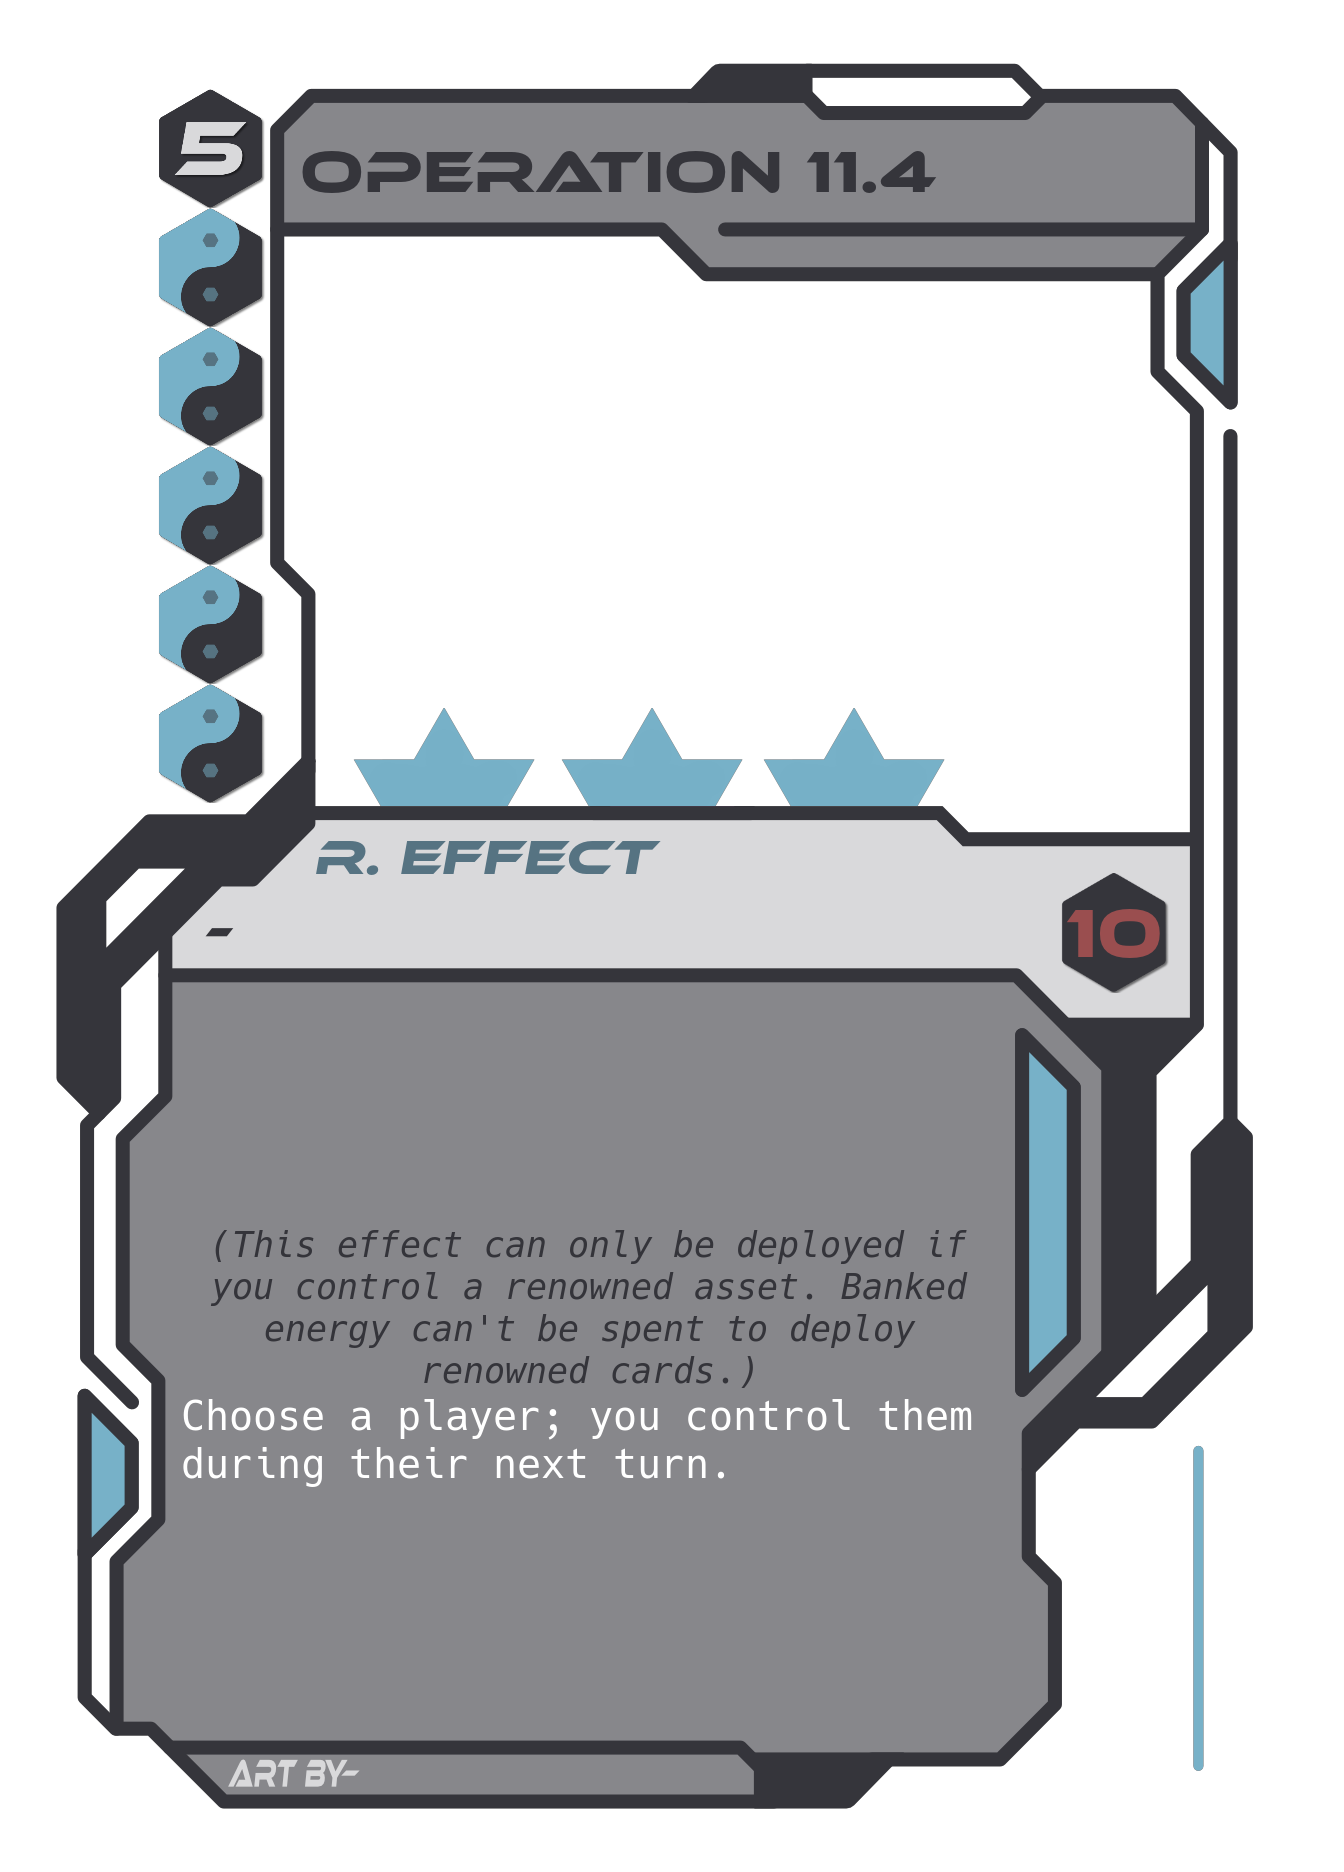 5
OPERATION 11.4
R. EFFECT
-
10
(This effect can only be deployed if
you control a renowned asset. Banked
energy can't be spent to deploy
renowned cards.)
Choose a player; you control them
during their next turn.
ART BY-